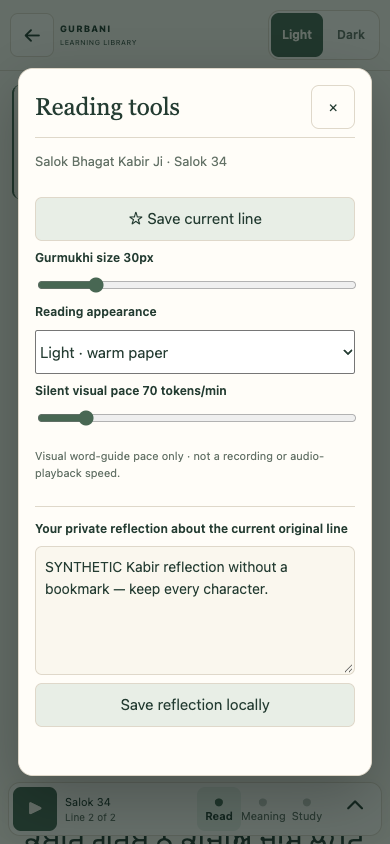 GURBANI
LEARNING LIBRARY
Light
Dark
Reading tools
×
Salok Bhagat Kabir Ji · Salok 34
☆ Save current line
Gurmukhi size 30px
Reading appearance
Light · warm paper
Silent visual pace 70 tokens/min
Visual word-guide pace only · not a recording or audio-
playback speed.
Your private reflection about the current original line
SYNTHETIC Kabir reflection without a
bookmark — keep every character.
Save reflection locally
Salok 34
Line 2 of 2
Read
Meaning
Study